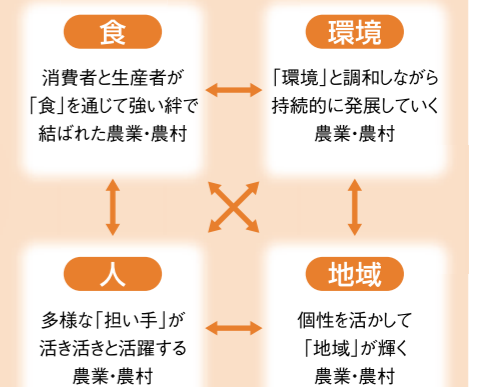 食
消費者と生産者が
「食」を通じて強い絆で
結ばれた農業・農村
環境
「環境」と調和しながら
持続的に発展していく
農業・農村
人
多様な「担い手」が
活き活きと活躍する
農業・農村
地域
個性を活かして
「地域」が輝く
農業・農村